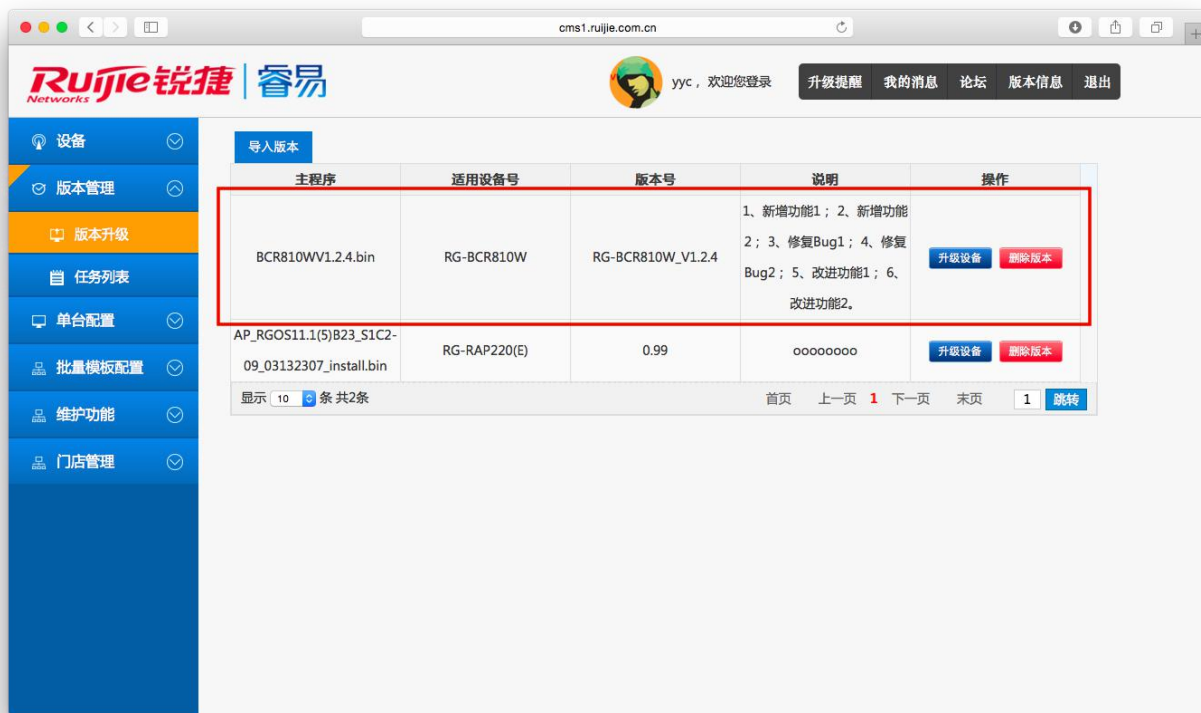 cms1.ruijie.com.cn
Ruijie锐捷 睿易
Networks
yyc，欢迎您登录
升级提醒 我的消息 论坛 版本信息 退出
设备
版本管理
版本升级
任务列表
单台配置
批量模板配置
维护功能
门店管理
导入版本
主程序 适用设备号 版本号 说明 操作
BCR810WV1.2.4.bin RG-BCR810W RG-BCR810W_V1.2.4
1、新增功能1； 2、新增功能
2； 3、修复Bug1； 4、修复
Bug2； 5、改进功能1； 6、
改进功能2。
升级设备 删除版本
AP_RGOS11.1(5)B23_S1C2-
09_03132307_install.bin
RG-RAP220(E) 0.99 oooooooo
升级设备 删除版本
显示 10 条 共2条 首页 上一页 1 下一页 末页 1 跳转